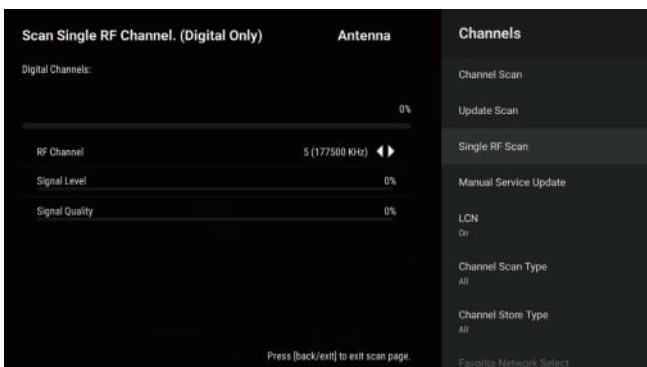 Scan Single RF Channel. (Digital Only)
Antenna
Digital Channels:
0%
RF Channel
5 (177500 KHz)
Signal Level
0%
Signal Quality
0%
Press [back/exit] to exit scan page.
Channels
Channel Scan
Update Scan
Single RF Scan
Manual Service Update
LCN
On
Channel Scan Type
All
Channel Store Type
All
Favorite Network Select